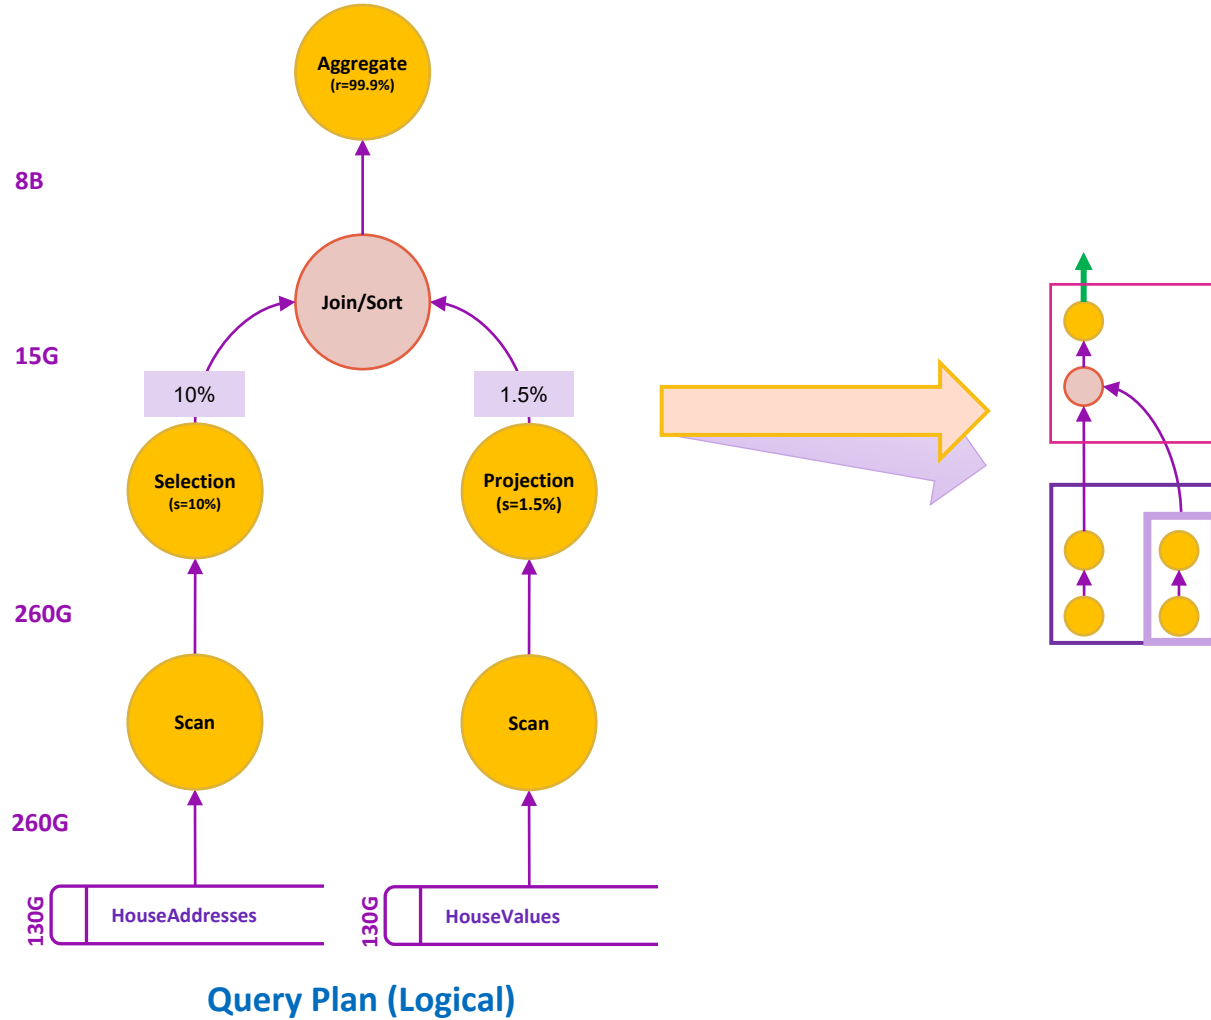 Aggregate
(r=99.9%)
8B
Join/Sort
15G
10%
1.5%
Selection
(s=10%)
Projection
(s=1.5%)
260G
Scan
Scan
260G
130G
HouseAddresses
130G
HouseValues
Query Plan (Logical)